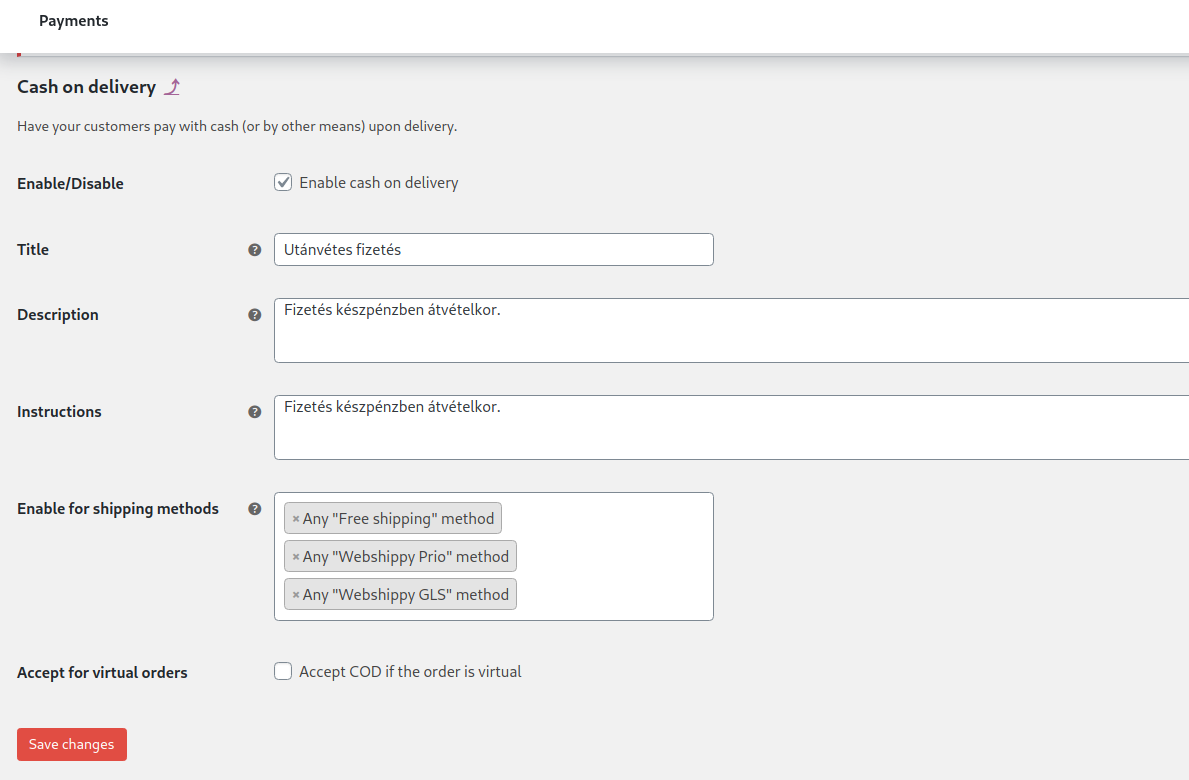 Payments
Cash on delivery
Have your customers pay with cash (or by other means) upon delivery.
Enable/Disable
Enable cash on delivery
Title
Utánvétes fizetés
Description
Fizetés készpénzben átvételkor.
Instructions
Fizetés készpénzben átvételkor.
Enable for shipping methods
× Any "Free shipping" method
× Any "Webshippy Prio" method
× Any "Webshippy GLS" method
Accept for virtual orders
Accept COD if the order is virtual
Save changes